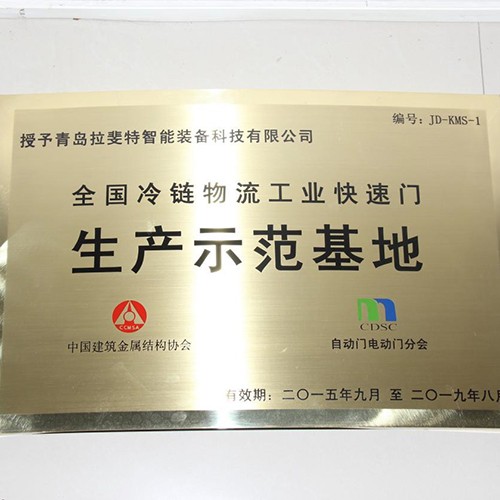 编号：JD-KMS-1
授予青岛拉斐特智能装备科技有限公司
全国冷链物流工业快速门
生产示范基地
CCMSA
CDSC
中国建筑金属结构协会
自动门电动门分会
有效期：二〇一五年九月 至 二〇一九年八月